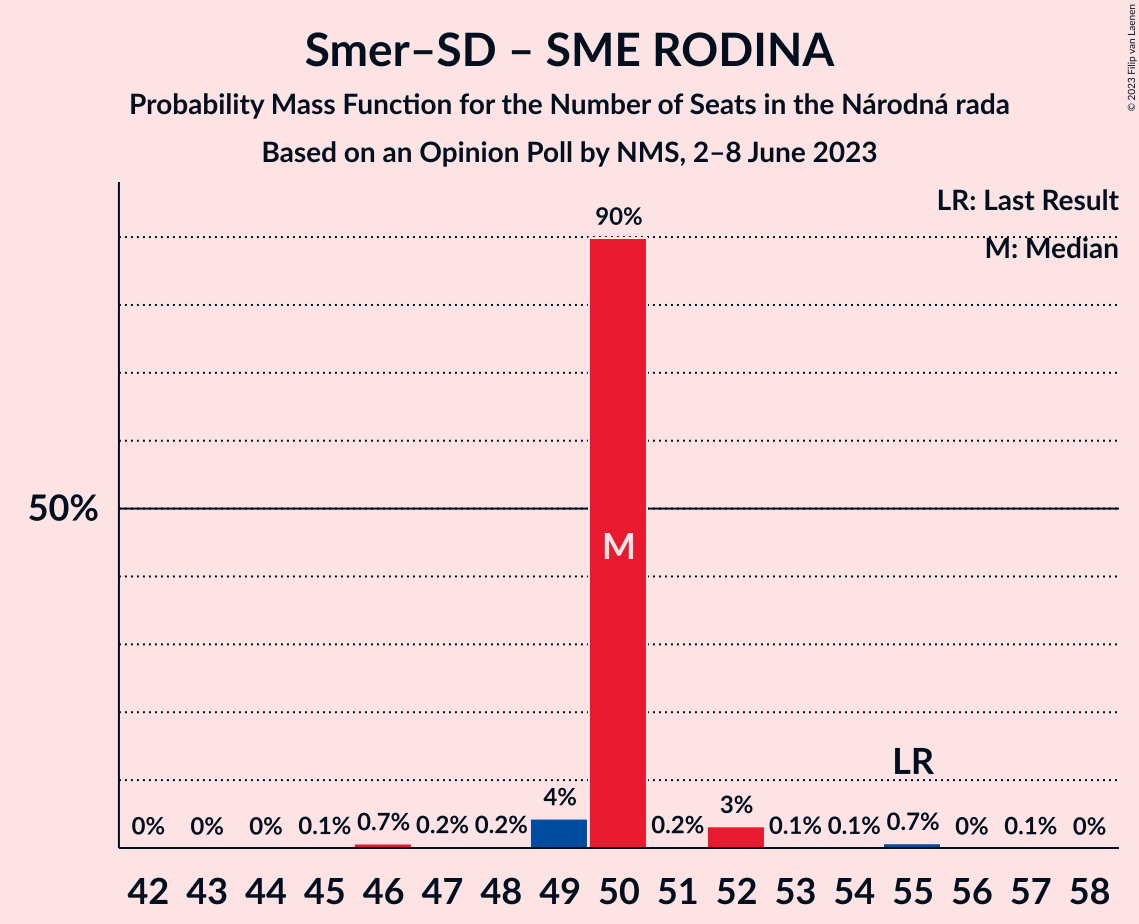 Smer–SD – SME RODINA
Probability Mass Function for the Number of Seats in the Národná rada
Based on an Opinion Poll by NMS, 2–8 June 2023
© 2023 Filip van Laenen
LR: Last Result
M: Median
90%
50%
M
LR
0% 0% 0% 0.1% 0.7% 0.2% 0.2% 4% 0.2% 3% 0.1% 0.1% 0.7% 0% 0.1% 0%
42 43 44 45 46 47 48 49 50 51 52 53 54 55 56 57 58